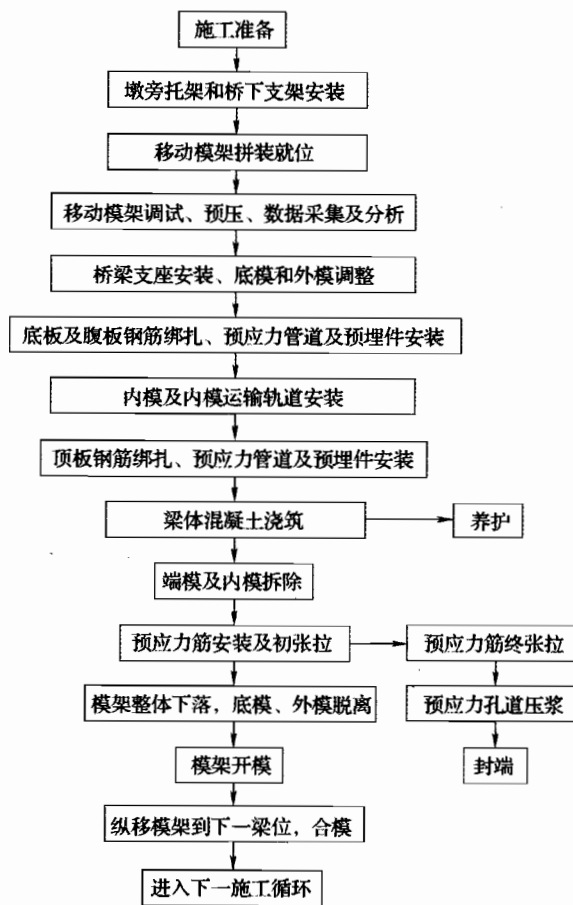 施工准备
墩旁托架和桥下支架安装
移动模架拼装就位
移动模架调试、预压、数据采集及分析
桥梁支座安装、底模和外模调整
底板及腹板钢筋绑扎、预应力管道及预埋件安装
内模及内模运输轨道安装
顶板钢筋绑扎、预应力管道及预埋件安装
梁体混凝土浇筑
养护
端模及内模拆除
预应力筋安装及初张拉
预应力筋终张拉
模架整体下落，底模、外模脱离
预应力孔道压浆
模架开模
封端
纵移模架到下一梁位，合模
进入下一施工循环